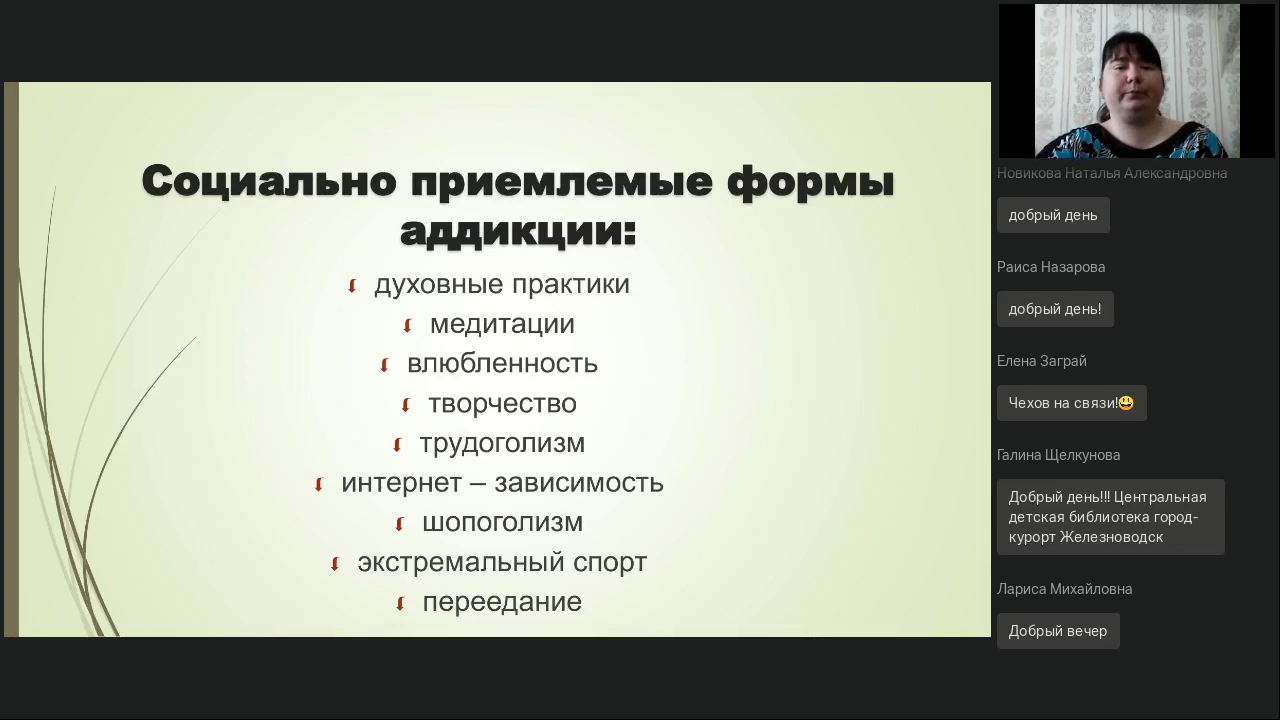 Социально приемлемые формы
аддикции:
духовные практики
медитации
влюбленность
творчество
трудоголизм
интернет – зависимость
шопоголизм
экстремальный спорт
переедание
Новикова Наталья Александровна
добрый день
Раиса Назарова
добрый день!
Елена Заграй
Чехов на связи!😃
Галина Щелкунова
Добрый день!!! Центральная
детская библиотека город-
курорт Железноводск
Лариса Михайловна
Добрый вечер